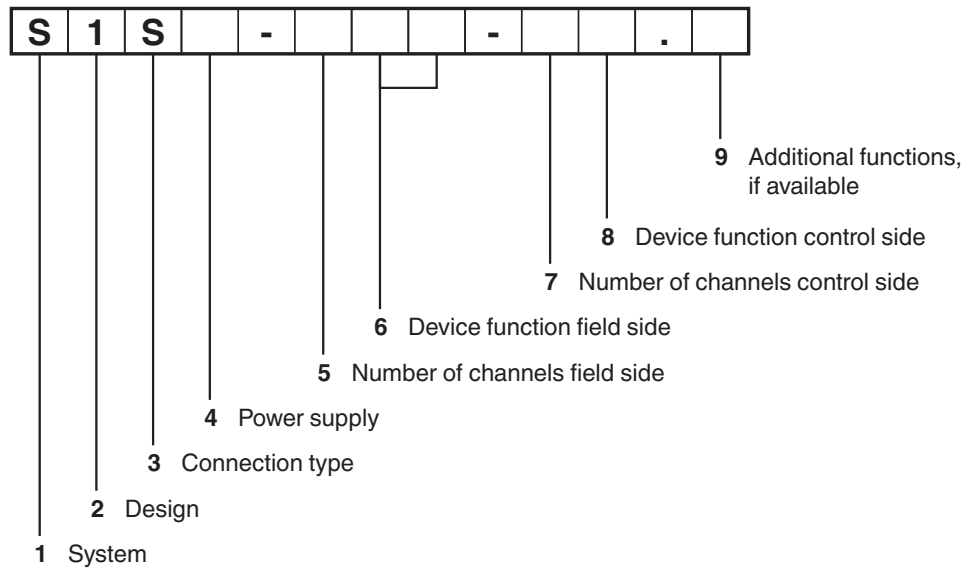 S 1 S - - .
9 Additional functions,
if available
8 Device function control side
7 Number of channels control side
6 Device function field side
5 Number of channels field side
4 Power supply
3 Connection type
2 Design
1 System